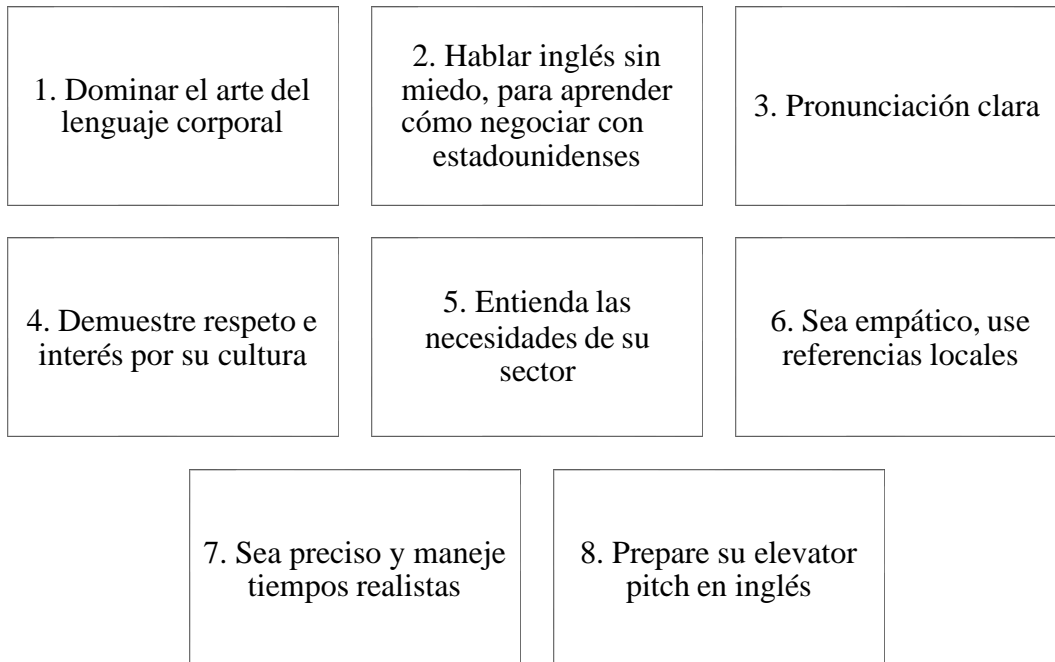 1. Dominar el arte del
lenguaje corporal
2. Hablar inglés sin
miedo, para aprender
cómo negociar con
estadounidenses
3. Pronunciación clara
4. Demuestre respeto e
interés por su cultura
5. Entienda las
necesidades de su
sector
6. Sea empático, use
referencias locales
7. Sea preciso y maneje
tiempos realistas
8. Prepare su elevator
pitch en inglés